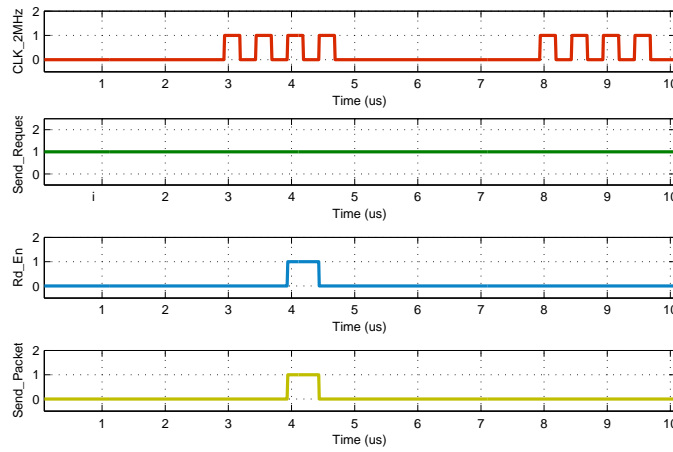 2
1
0
CLK_2MHz
1 2 3 4 5 6 7 8 9 10
Time (us)
2
1
0
Send_Reques
i 2 3 4 5 6 7 8 9 10
Time (us)
2
1
0
Rd_En
1 2 3 4 5 6 7 8 9 10
Time (us)
2
1
0
Send_Packet
1 2 3 4 5 6 7 8 9 10
Time (us)